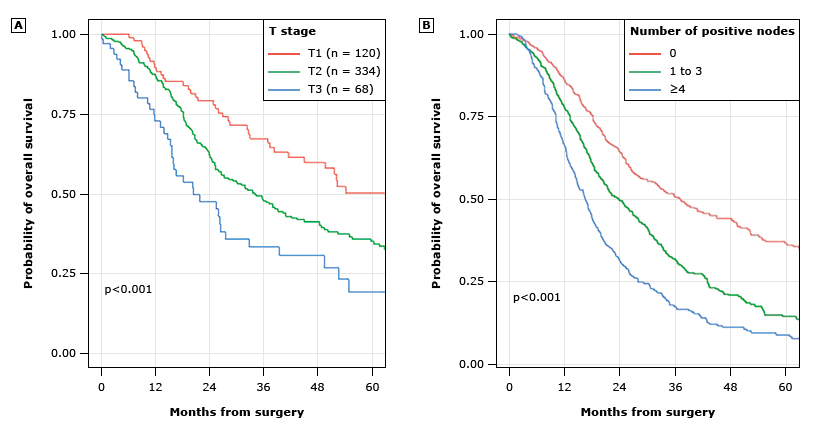 A
T stage
T1 (n = 120)
T2 (n = 334)
T3 (n = 68)
Probability of overall survival
1.00
0.75
0.50
0.25
0.00
p<0.001
0 12 24 36 48 60
Months from surgery
B
Number of positive nodes
0
1 to 3
≥4
Probability of overall survival
1.00
0.75
0.50
0.25
0.00
p<0.001
0 12 24 36 48 60
Months from surgery